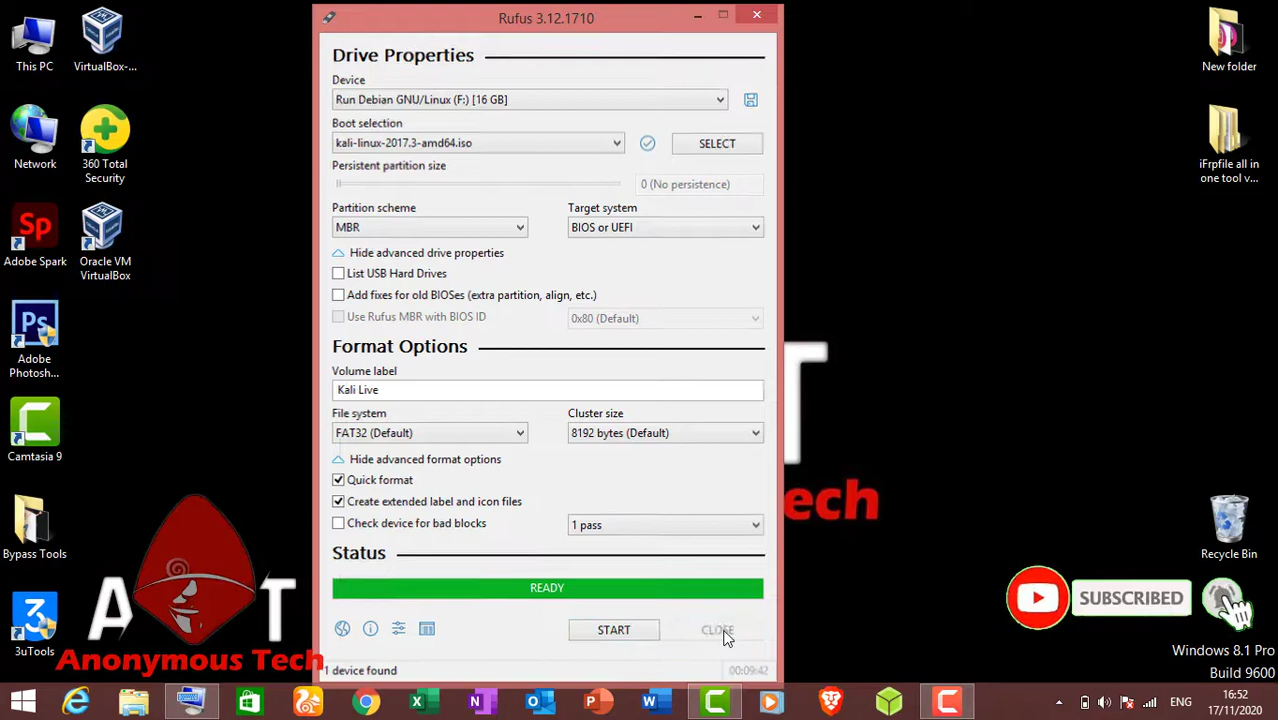 Rufus 3.12.1710
This PC
VirtualBox-...
Network
360 Total
Security
Adobe Spark
Oracle VM
VirtualBox
Ps
Adobe
Photosh...
Camtasia 9
Bypass Tools
3uTools
Drive Properties
Device
Run Debian GNU/Linux (F:) [16 GB]
Boot selection
kali-linux-2017.3-amd64.iso
SELECT
Persistent partition size
0 (No persistence)
Partition scheme
Target system
MBR
BIOS or UEFI
Hide advanced drive properties
List USB Hard Drives
Add fixes for old BIOSes (extra partition, align, etc.)
Use Rufus MBR with BIOS ID
0x80 (Default)
Format Options
Volume label
Kali Live
File system
Cluster size
FAT32 (Default)
8192 bytes (Default)
Hide advanced format options
Quick format
Create extended label and icon files
Check device for bad blocks
1 pass
Status
READY
START
CLOSE
1 device found
00:09:42
New folder
iFrpfile all in
one tool v...
Recycle Bin
A T
Anonymous Tech
T
ech
SUBSCRIBED
Windows 8.1 Pro
Build 9600
ENG
16:52
17/11/2020